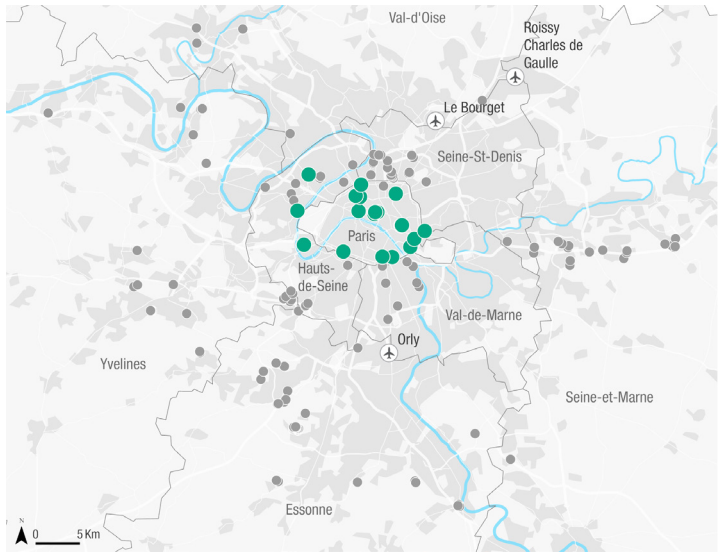 Val-d'Oise
Roissy
Charles de
Gaulle
Le Bourget
Seine-St-Denis
Paris
Hauts-
de-Seine
Val-de-Marne
Orly
Yvelines
Seine-et-Marne
Essonne
N
0 5 Km